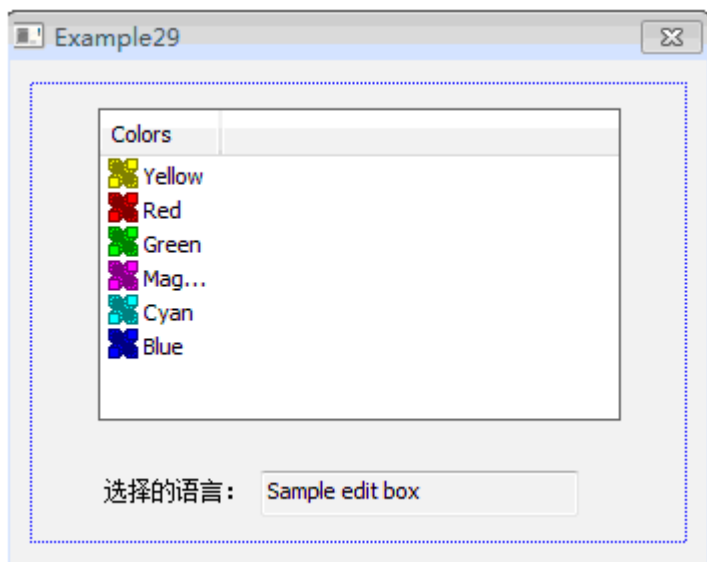 Example29
Colors
Yellow
Red
Green
Mag...
Cyan
Blue
选择的语言： Sample edit box